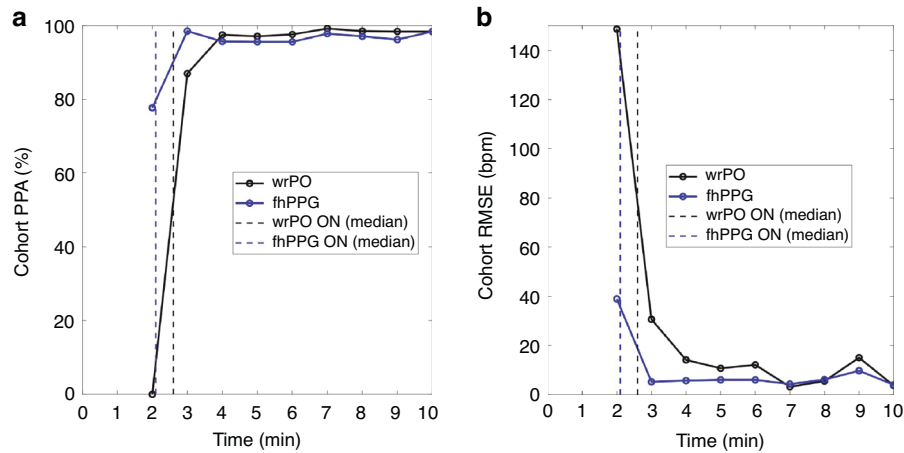 a
100
80
60
40
20
0
Cohort PPA (%)
wrPO
fhPPG
wrPO ON (median)
fhPPG ON (median)
0 1 2 3 4 5 6 7 8 9 10
Time (min)
b
140
120
100
80
60
40
20
0
Cohort RMSE (bpm)
wrPO
fhPPG
wrPO ON (median)
fhPPG ON (median)
0 1 2 3 4 5 6 7 8 9 10
Time (min)